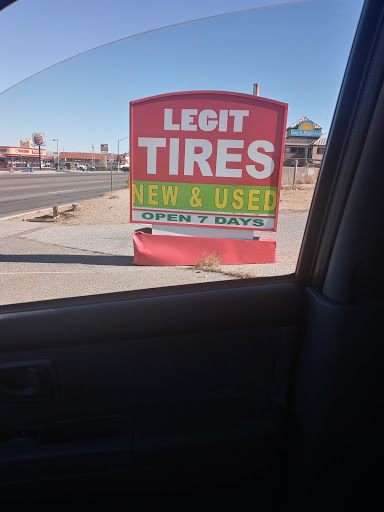 LEGIT
TIRES
NEW & USED
OPEN 7 DAYS